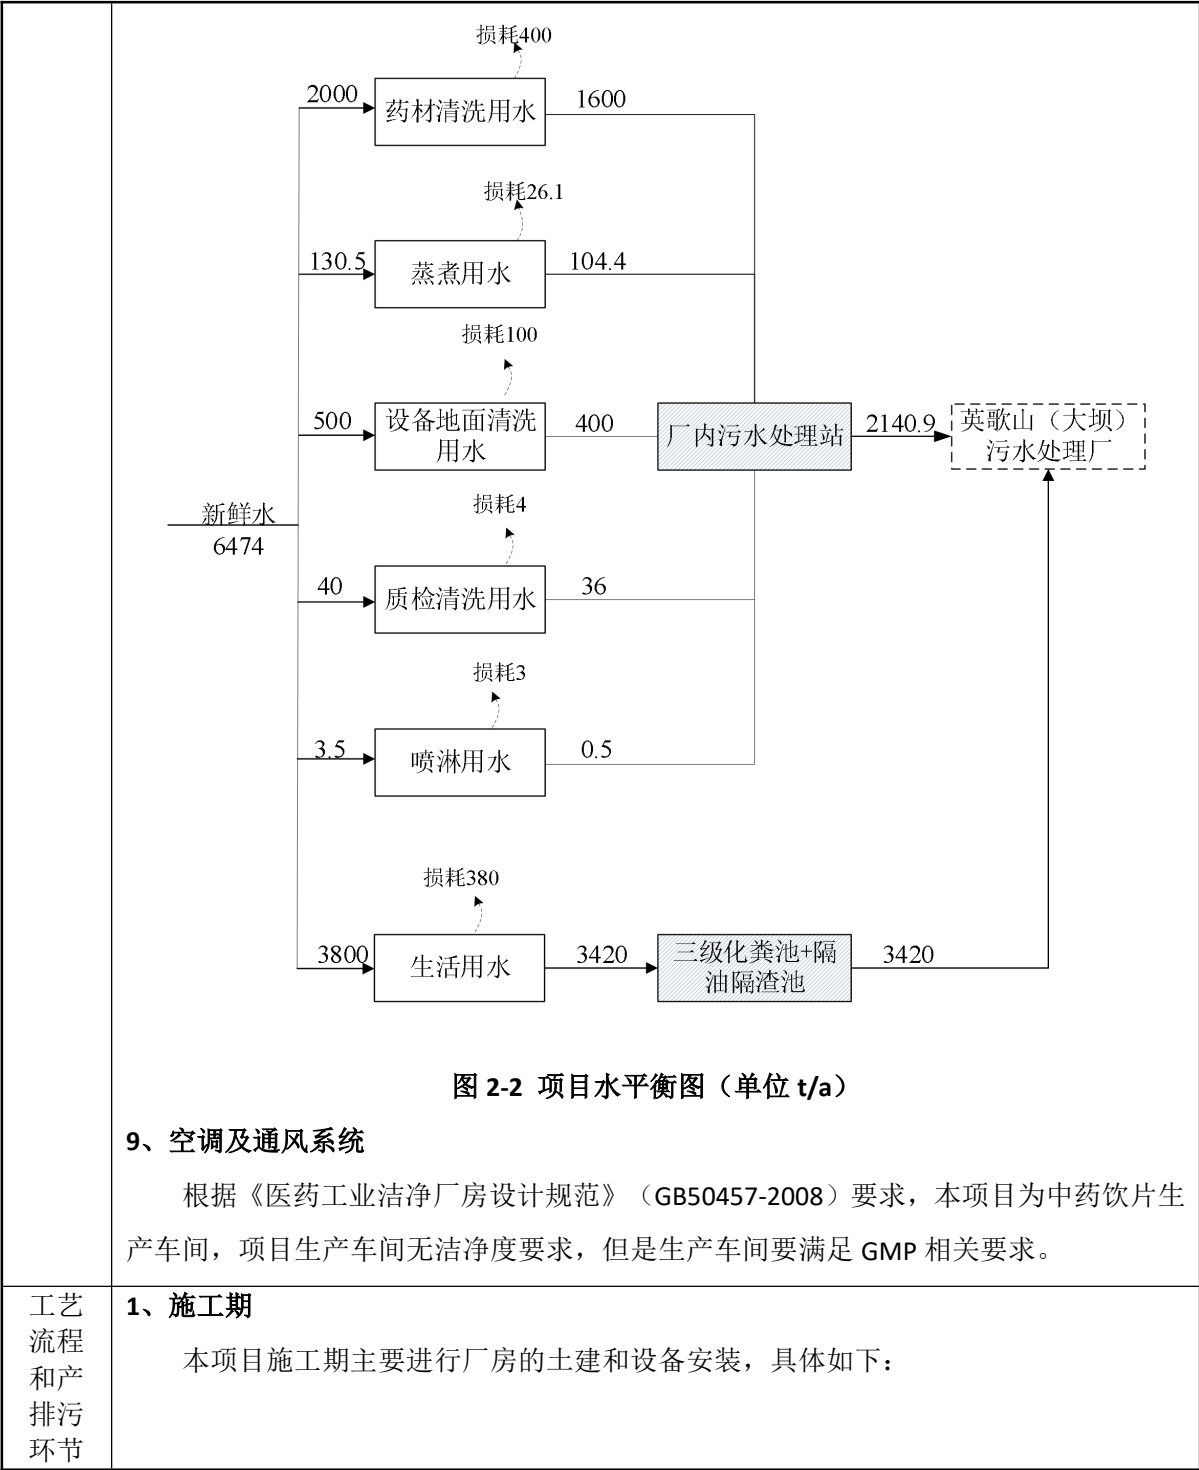 损耗400
2000
药材清洗用水
1600
损耗26.1
130.5
蒸煮用水
104.4
损耗100
500
设备地面清洗
用水
400
厂内污水处理站
2140.9
英歌山（大坝）
污水处理厂
新鲜水
6474
损耗4
40
质检清洗用水
36
损耗3
3.5
喷淋用水
0.5
损耗380
3800
生活用水
3420
三级化粪池+隔
油隔渣池
3420
图 2-2 项目水平衡图（单位 t/a）
9、空调及通风系统
根据《医药工业洁净厂房设计规范》（GB50457-2008）要求，本项目为中药饮片生
产车间，项目生产车间无洁净度要求，但是生产车间要满足 GMP 相关要求。
工艺
流程
和产
排污
环节
1、施工期
本项目施工期主要进行厂房的土建和设备安装，具体如下：